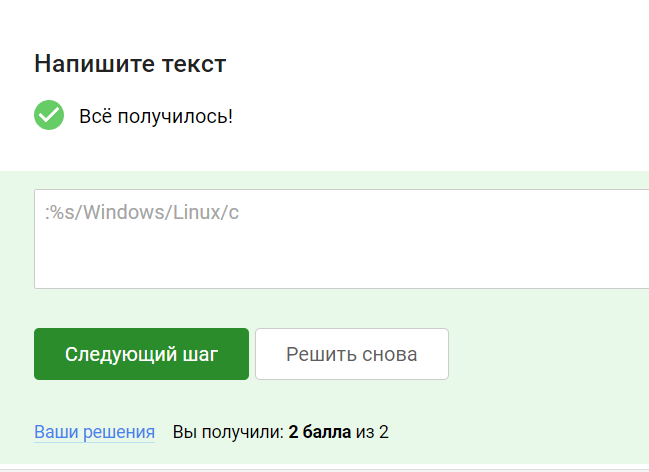 Напишите текст
Всё получилось!
:%s/Windows/Linux/c
Следующий шаг
Решить снова
Ваши решения Вы получили: 2 балла из 2